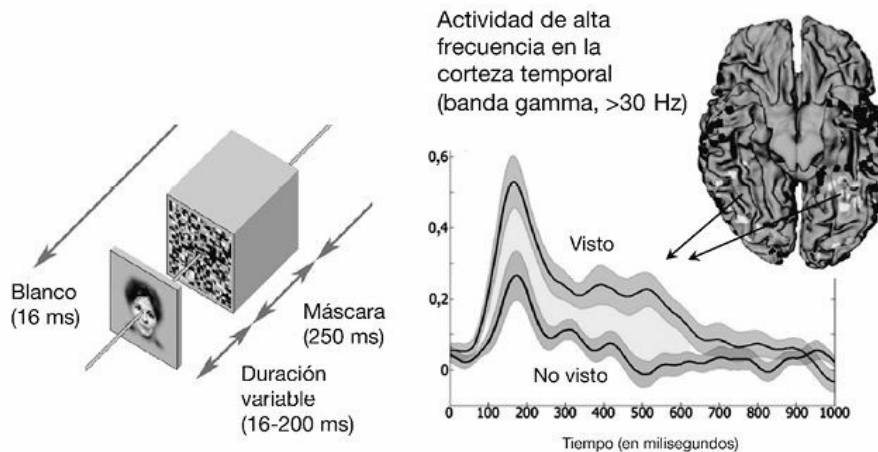 Blanco
(16 ms)
Máscara
(250 ms)
Duración
variable
(16-200 ms)
Actividad de alta
frecuencia en la
corteza temporal
(banda gamma, >30 Hz)
0,6
0,4
0,2
0
Visto
No visto
0 100 200 300 400 500 600 700 800 900 1000
Tiempo (en milisegundos)